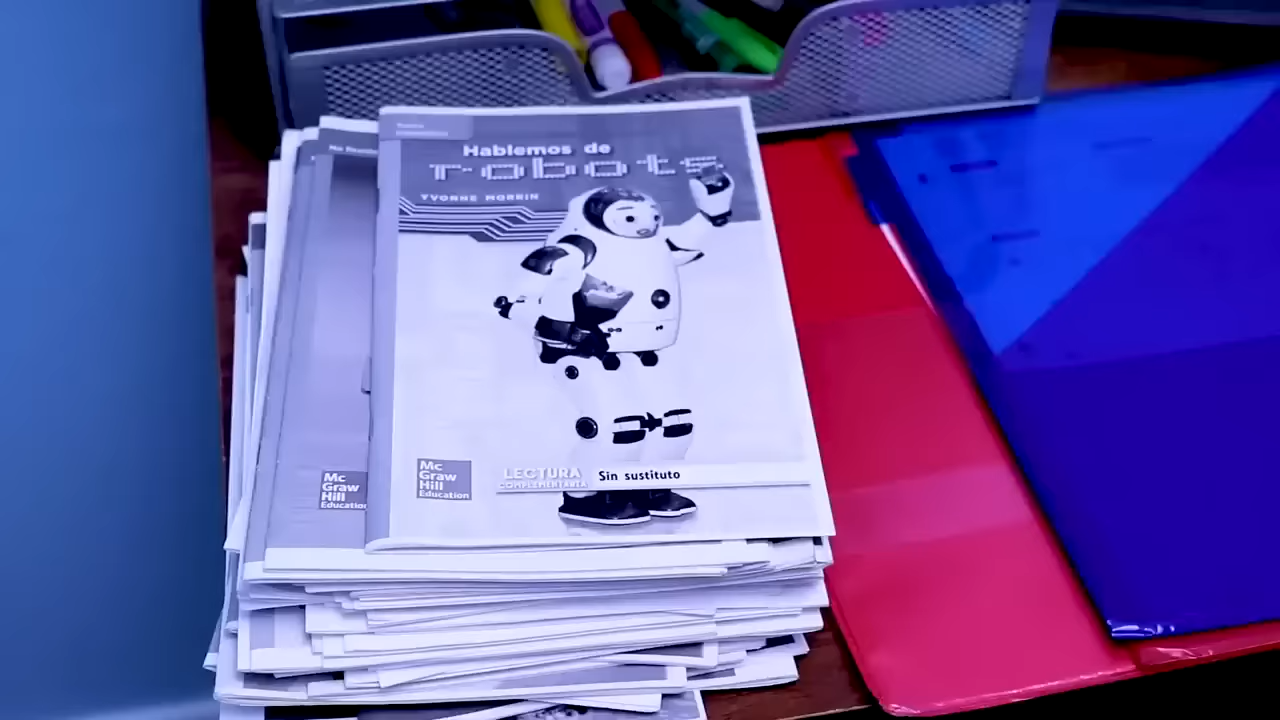 Hablemos de
robots
YVONNE MORRIN
LECTURA
COMPLEMENTARIA
Sin sustituto
Mc
Graw
Hill
Education
Mc
Graw
Hill
Education